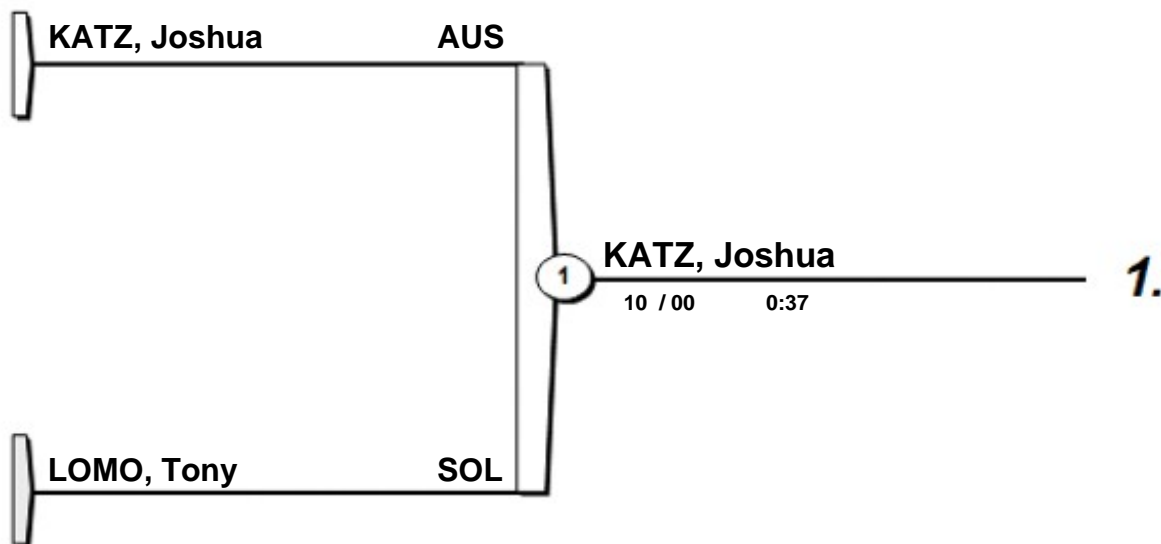 KATZ, Joshua AUS
1 KATZ, Joshua 1.
10 / 00 0:37
LOMO, Tony SOL